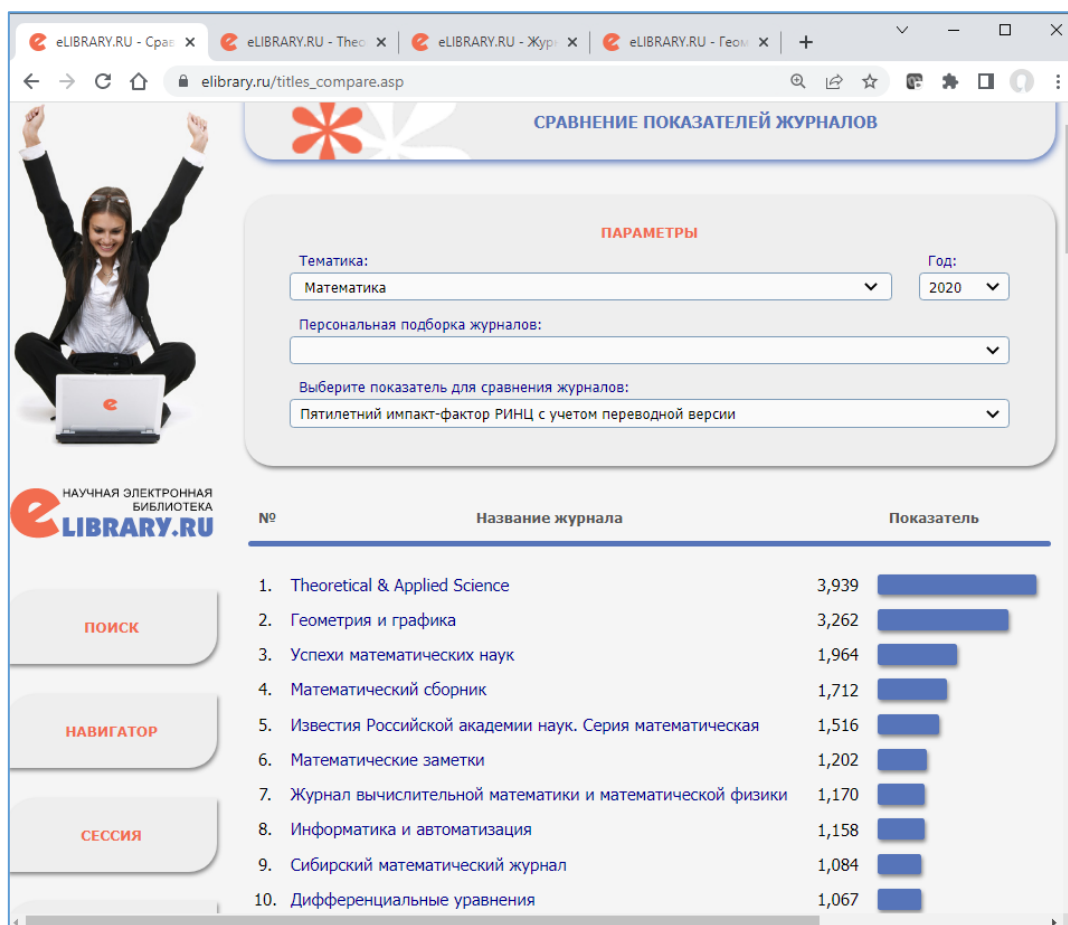 eLIBRARY.RU - Срав
eLIBRARY.RU - Theo
eLIBRARY.RU - Журн
eLIBRARY.RU - Геом
elibrary.ru/titles_compare.asp
СРАВНЕНИЕ ПОКАЗАТЕЛЕЙ ЖУРНАЛОВ
ПАРАМЕТРЫ
Тематика: Год:
Математика 2020
Персональная подборка журналов:
Выберите показатель для сравнения журналов:
Пятилетний импакт-фактор РИНЦ с учетом переводной версии
НАУЧНАЯ ЭЛЕКТРОННАЯ
БИБЛИОТЕКА
eLIBRARY.RU
ПОИСК
НАВИГАТОР
СЕССИЯ
№ Название журнала Показатель
1. Theoretical & Applied Science 3,939
2. Геометрия и графика 3,262
3. Успехи математических наук 1,964
4. Математический сборник 1,712
5. Известия Российской академии наук. Серия математическая 1,516
6. Математические заметки 1,202
7. Журнал вычислительной математики и математической физики 1,170
8. Информатика и автоматизация 1,158
9. Сибирский математический журнал 1,084
10. Дифференциальные уравнения 1,067